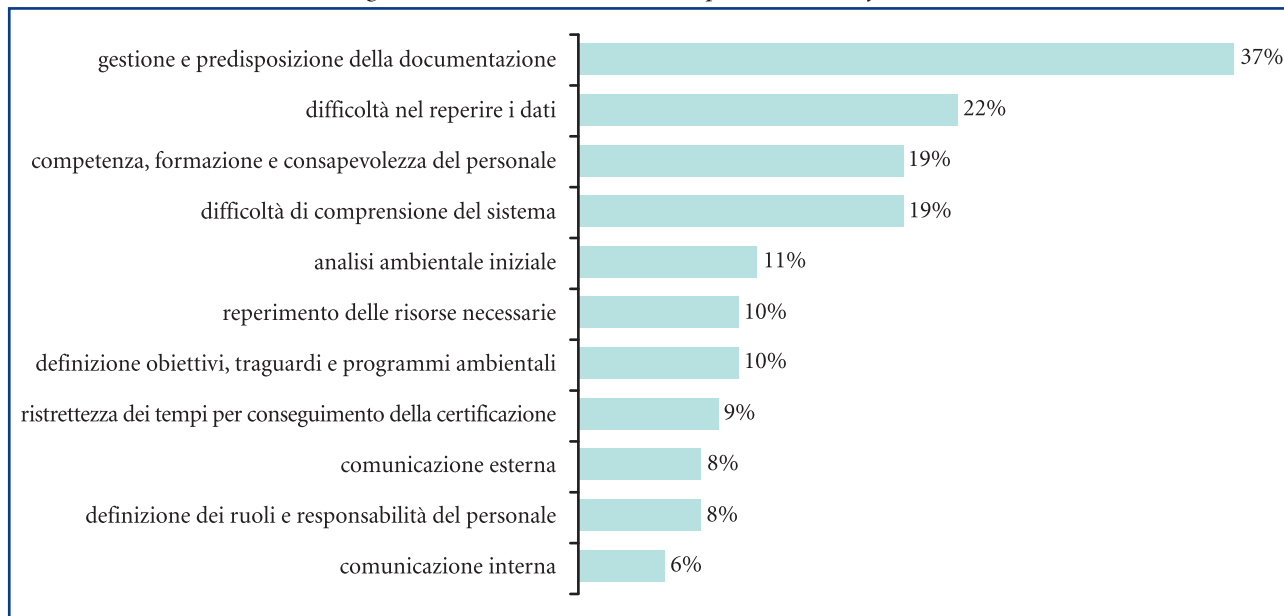 gestione e predisposizione della documentazione 37%
difficoltà nel reperire i dati 22%
competenza, formazione e consapevolezza del personale 19%
difficoltà di comprensione del sistema 19%
analisi ambientale iniziale 11%
reperimento delle risorse necessarie 10%
definizione obiettivi, traguardi e programmi ambientali 10%
ristrettezza dei tempi per conseguimento della certificazione 9%
comunicazione esterna 8%
definizione dei ruoli e responsabilità del personale 8%
comunicazione interna 6%